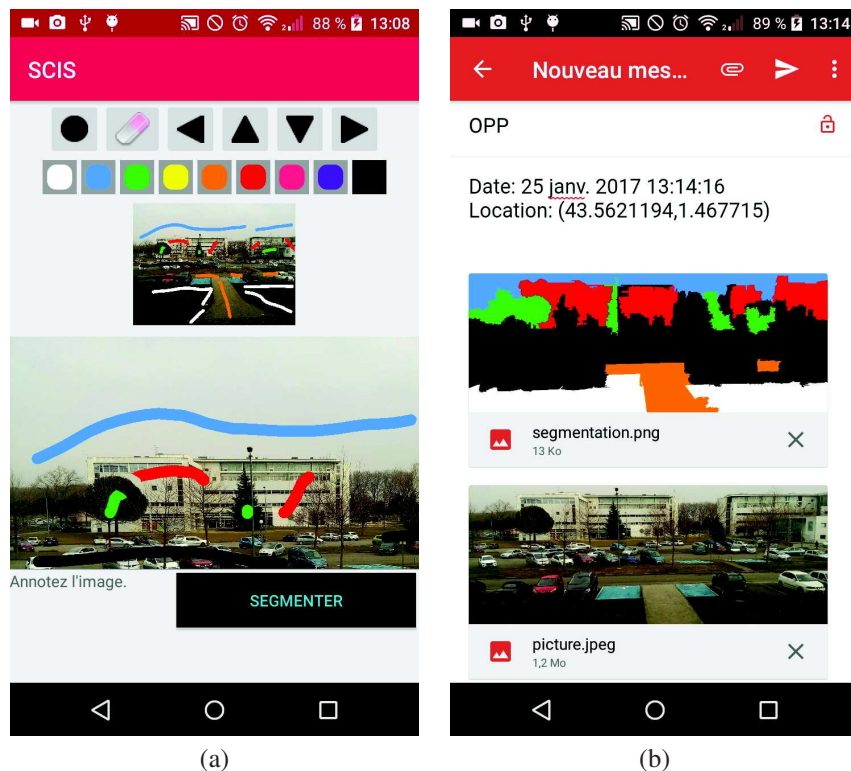 88 % 13:08
SCIS
Annotez l'image.
SEGMENTER
(a)
89 % 13:14
Nouveau mes...
OPP
Date: 25 janv. 2017 13:14:16
Location: (43.5621194,1.467715)
segmentation.png
13 Ko
picture.jpeg
1,2 Mo
(b)